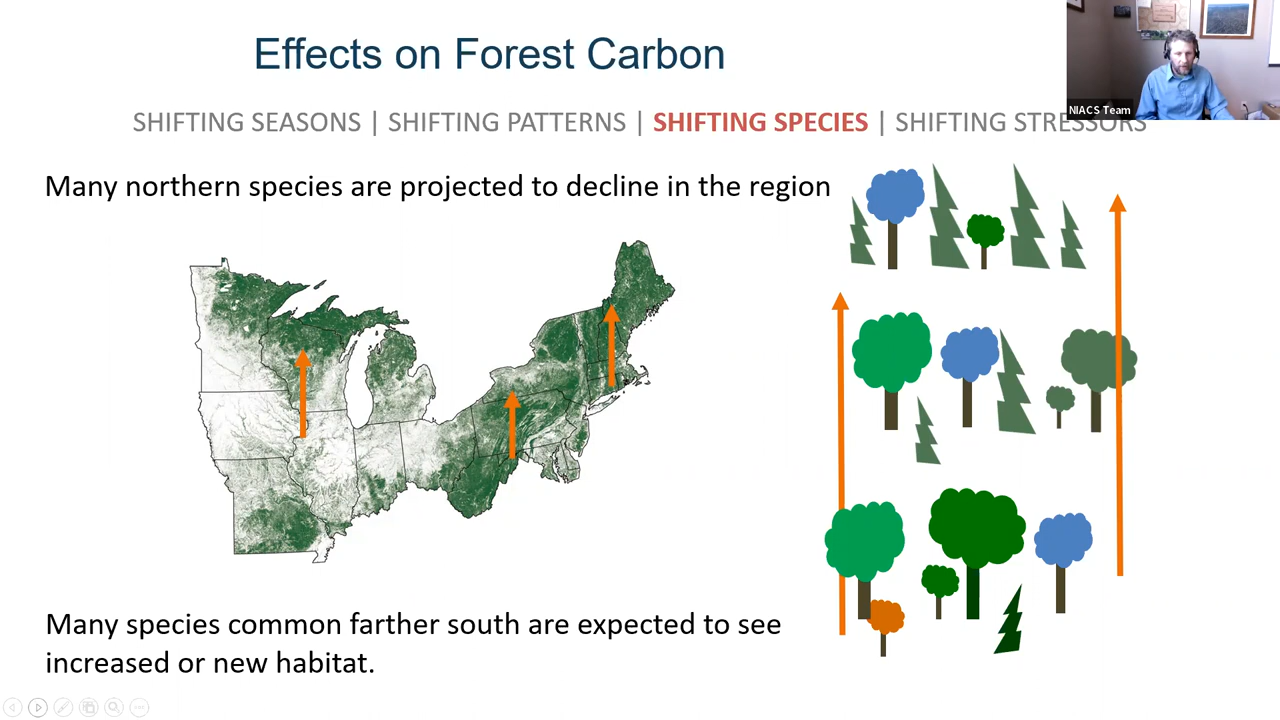 Effects on Forest Carbon
NIACS Team
SHIFTING SEASONS | SHIFTING PATTERNS | SHIFTING SPECIES | SHIFTING STRESSORS
Many northern species are projected to decline in the region
Many species common farther south are expected to see
increased or new habitat.